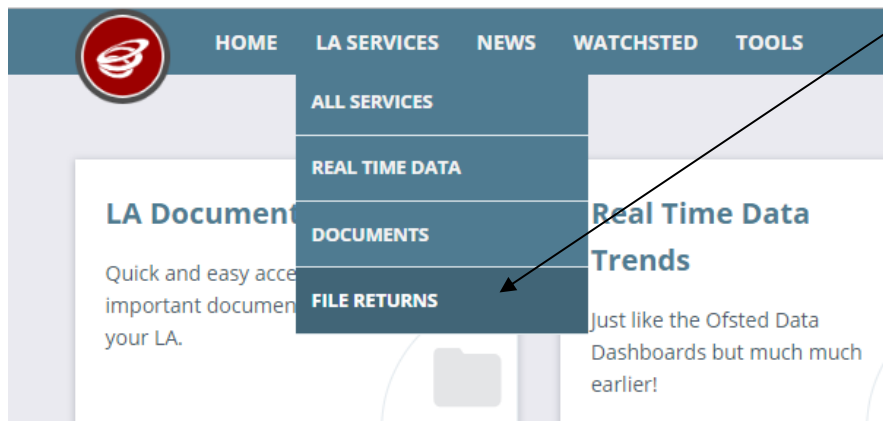 HOME LA SERVICES NEWS WATCHSTED TOOLS
ALL SERVICES
REAL TIME DATA
DOCUMENTS
FILE RETURNS
LA Document
Quick and easy acce
important documen
your LA.
Real Time Data
Trends
Just like the Ofsted Data
Dashboards but much much
earlier!